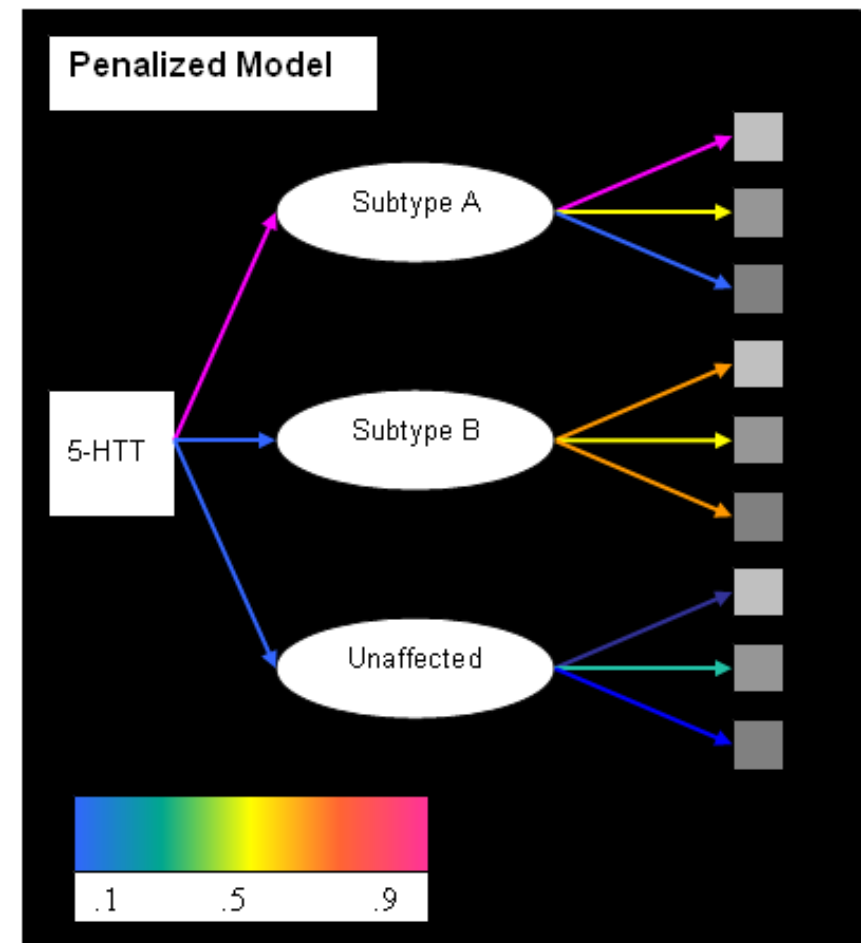 Penalized Model
Subtype A
5-HTT
Subtype B
Unaffected
.1 .5 .9